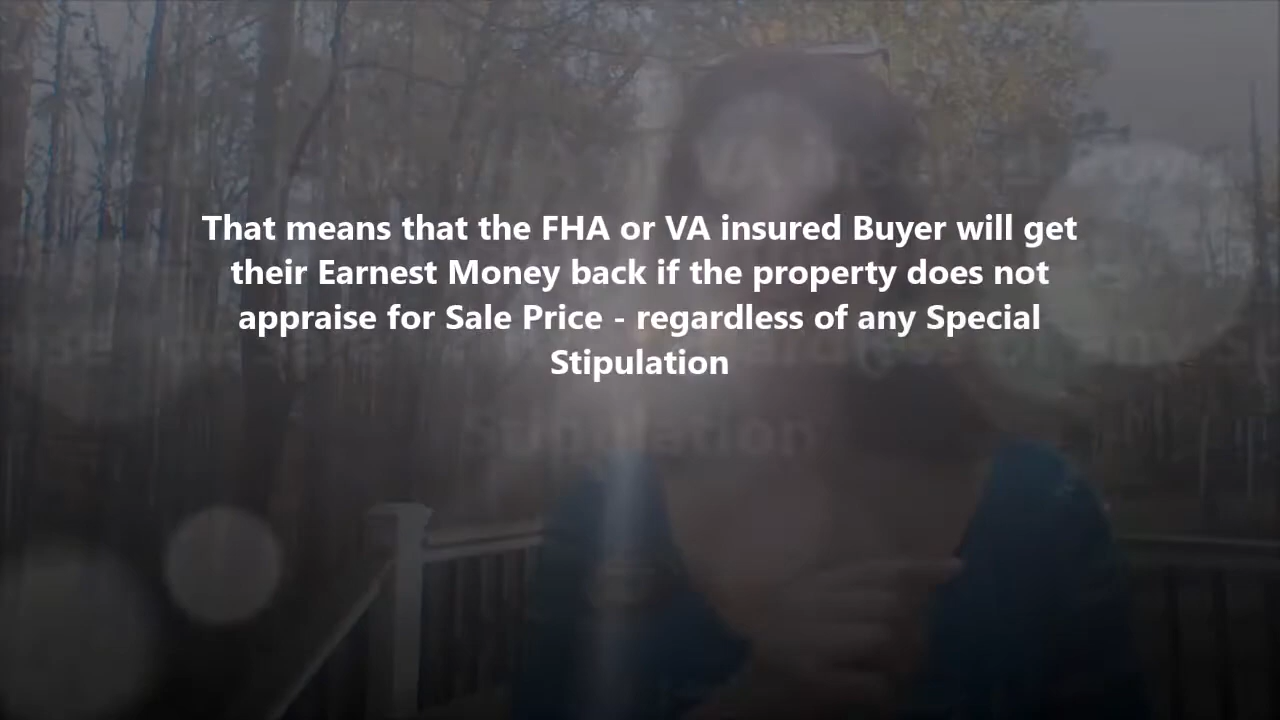 That means that the FHA or VA insured Buyer will get
their Earnest Money back if the property does not
appraise for Sale Price - regardless of any Special
Stipulation